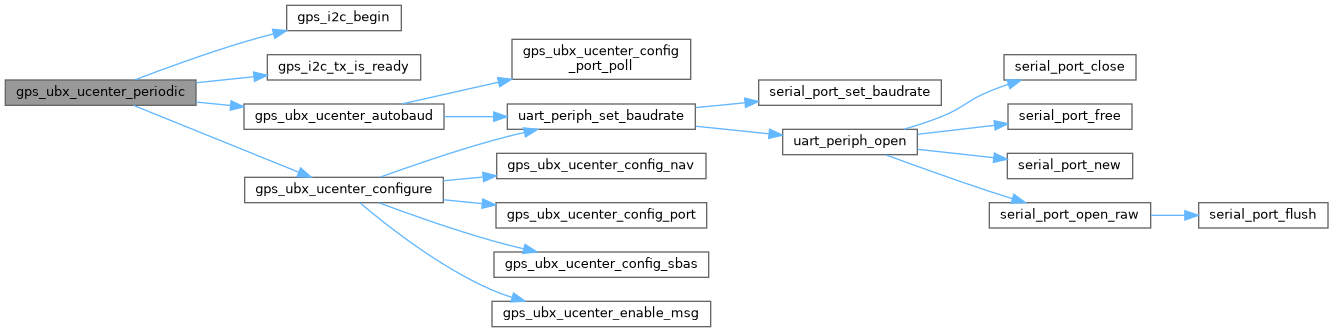 gps_ubx_ucenter_periodic
gps_i2c_begin
gps_i2c_tx_is_ready
gps_ubx_ucenter_autobaud
gps_ubx_ucenter_configure
gps_ubx_ucenter_config
_port_poll
uart_periph_set_baudrate
gps_ubx_ucenter_config_nav
gps_ubx_ucenter_config_port
gps_ubx_ucenter_config_sbas
gps_ubx_ucenter_enable_msg
serial_port_set_baudrate
uart_periph_open
serial_port_close
serial_port_free
serial_port_new
serial_port_open_raw
serial_port_flush